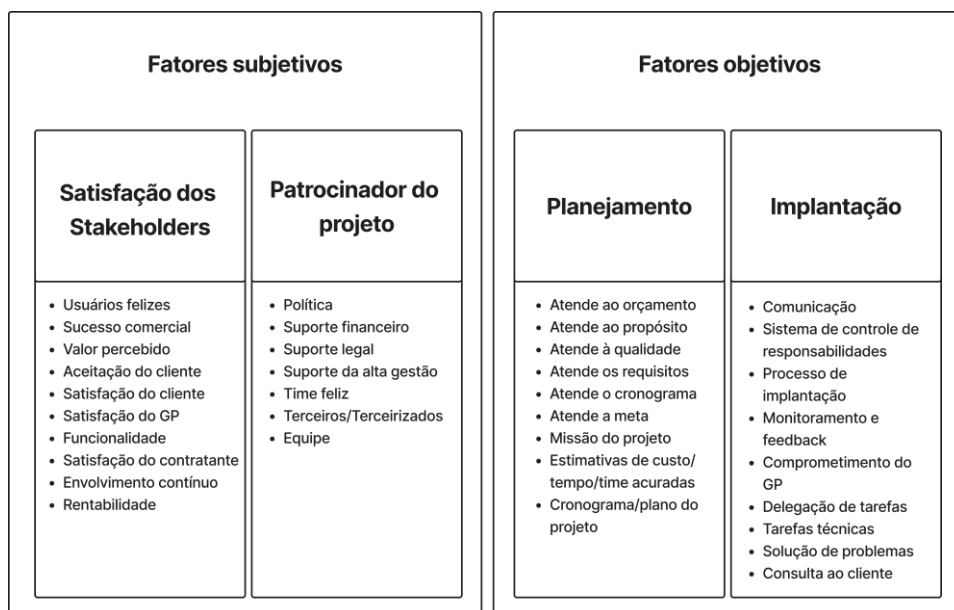 Fatores subjetivos
Satisfação dos
Stakeholders
• Usuários felizes
• Sucesso comercial
• Valor percebido
• Aceitação do cliente
• Satisfação do cliente
• Satisfação do GP
• Funcionalidade
• Satisfação do contratante
• Envolvimento contínuo
• Rentabilidade
Patrocinador do
projeto
• Política
• Suporte financeiro
• Suporte legal
• Suporte da alta gestão
• Time feliz
• Terceiros/Terceirizados
• Equipe
Fatores objetivos
Planejamento
• Atende ao orçamento
• Atende ao propósito
• Atende à qualidade
• Atende os requisitos
• Atende o cronograma
• Atende a meta
• Missão do projeto
• Estimativas de custo/
tempo/time acuradas
• Cronograma/plano do
projeto
Implantação
• Comunicação
• Sistema de controle de
responsabilidades
• Processo de
implantação
• Monitoramento e
feedback
• Comprometimento do
GP
• Delegação de tarefas
• Tarefas técnicas
• Solução de problemas
• Consulta ao cliente